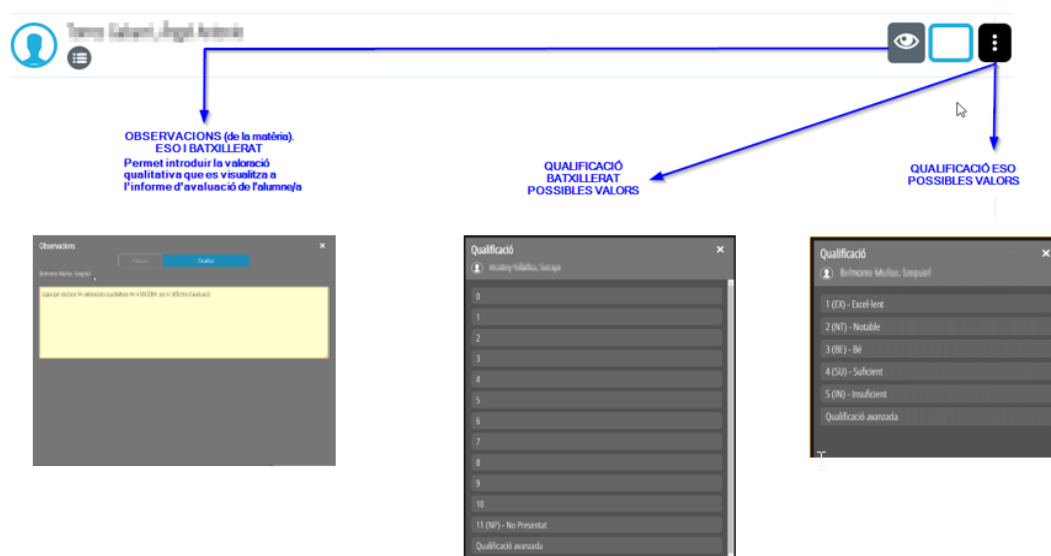 OBSERVACIONS (de la matèria).
ESO I BATXILLERAT
Permet introduir la valoració
qualitativa que es visualitza a
l'informe d'avaluació de l'alumne/a
QUALIFICACIÓ
BATXILLERAT
POSSIBLES VALORS
QUALIFICACIÓ ESO
POSSIBLES VALORS
Observacions ×
Qualificació ×
0
1
2
3
4
5
6
7
8
9
10
11 (NP) - No Presentat
Qualificació avançada
Qualificació ×
1 (EX) - Excel·lent
2 (NT) - Notable
3 (BE) - Bé
4 (SU) - Suficient
5 (IN) - Insuficient
Qualificació avançada